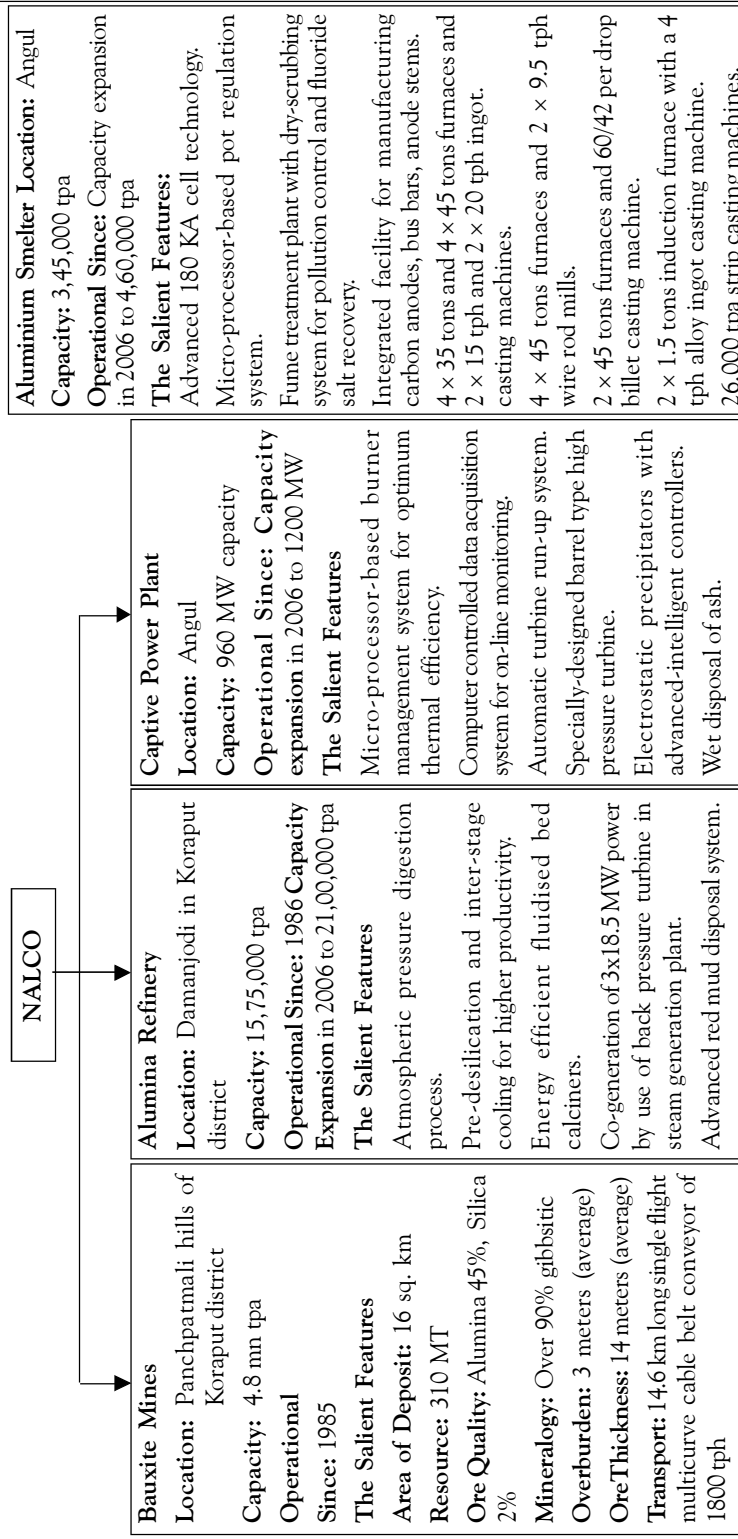 NALCO
Bauxite Mines
Location: Panchpatmali hills of
Koraput district
Capacity: 4.8 mn tpa
Operational
Since: 1985
The Salient Features
Area of Deposit: 16 sq. km
Resource: 310 MT
Ore Quality: Alumina 45%, Silica
2%
Mineralogy: Over 90% gibbsitic
Overburden: 3 meters (average)
OreThickness: 14 meters (average)
Transport: 14.6 km long single flight
multicurve cable belt conveyor of
1800 tph
Alumina Refinery
Location: Damanjodi in Koraput
district
Capacity: 15,75,000 tpa
Operational Since: 1986 Capacity
Expansion in 2006 to 21,00,000 tpa
The Salient Features
Atmospheric pressure digestion
process.
Pre-desilication and inter-stage
cooling for higher productivity.
Energy efficient fluidised bed
calciners.
Co-generation of 3x18.5 MW power
by use of back pressure turbine in
steam generation plant.
Advanced red mud disposal system.
Captive Power Plant
Location: Angul
Capacity: 960 MW capacity
Operational Since: Capacity
expansion in 2006 to 1200 MW
The Salient Features
Micro-processor-based burner
management system for optimum
thermal efficiency.
Computer controlled data acquisition
system for on-line monitoring.
Automatic turbine run-up system.
Specially-designed barrel type high
pressure turbine.
Electrostatic precipitators with
advanced-intelligent controllers.
Wet disposal of ash.
Aluminium Smelter Location: Angul
Capacity: 3,45,000 tpa
Operational Since: Capacity expansion
in 2006 to 4,60,000 tpa
The Salient Features:
Advanced 180 KA cell technology.
Micro-processor-based pot regulation
system.
Fume treatment plant with dry-scrubbing
system for pollution control and fluoride
salt recovery.
Integrated facility for manufacturing
carbon anodes, bus bars, anode stems.
4 × 35 tons and 4 × 45 tons furnaces and
2 × 15 tph and 2 × 20 tph ingot.
casting machines.
4 × 45 tons furnaces and 2 × 9.5 tph
wire rod mills.
2 × 45 tons furnaces and 60/42 per drop
billet casting machine.
2 × 1.5 tons induction furnace with a 4
tph alloy ingot casting machine.
26,000 tpa strip casting machines.